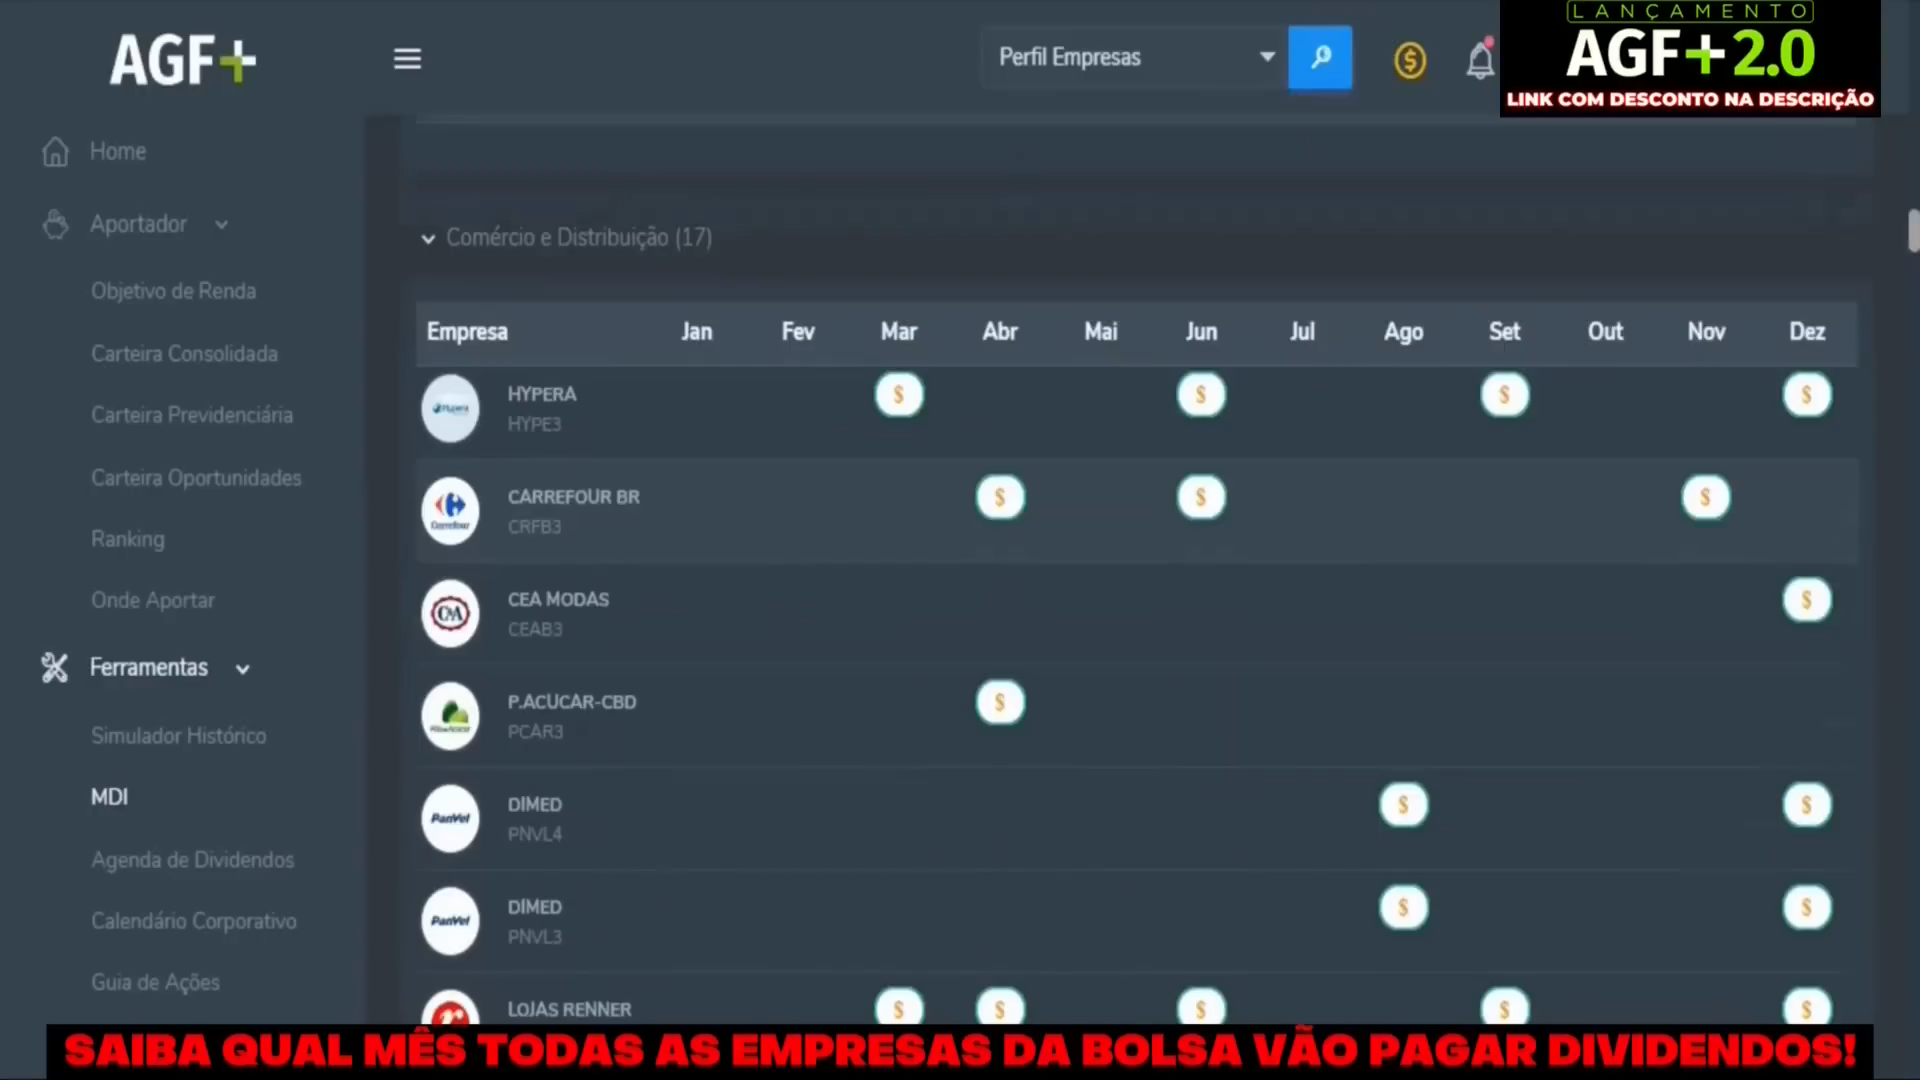 AGF+
Perfil Empresas
LANÇAMENTO
AGF+2.0
LINK COM DESCONTO NA DESCRIÇÃO
Home
Aportador
Objetivo de Renda
Carteira Consolidada
Carteira Previdenciária
Carteira Oportunidades
Ranking
Onde Aportar
Ferramentas
Simulador Histórico
MDI
Agenda de Dividendos
Calendário Corporativo
Guia de Ações
Comércio e Distribuição (17)
Empresa Jan Fev Mar Abr Mai Jun Jul Ago Set Out Nov Dez
HYPERA $ $ $ $
HYPE3
Carrefour
CARREFOUR BR $ $ $
CRFB3
C&A
CEA MODAS $
CEAB3
P.ACUCAR-CBD $
PCAR3
PanVel
DIMED $ $
PNVL4
PanVel
DIMED $ $
PNVL3
LOJAS RENNER $ $ $ $ $
SAIBA QUAL MÊS TODAS AS EMPRESAS DA BOLSA VÃO PAGAR DIVIDENDOS!